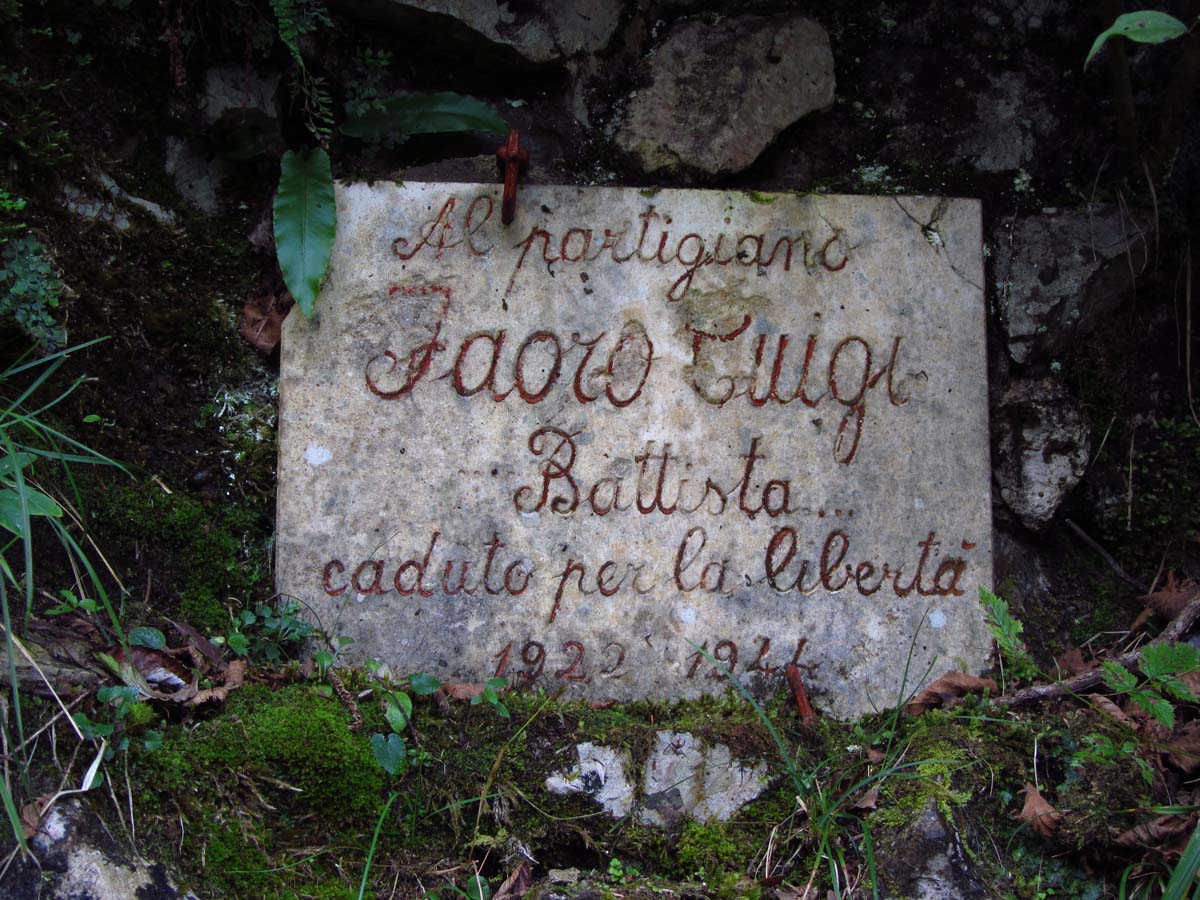 Al partigiano
Faoro Luigi
Battista...
caduto per la libertà
1922 1944